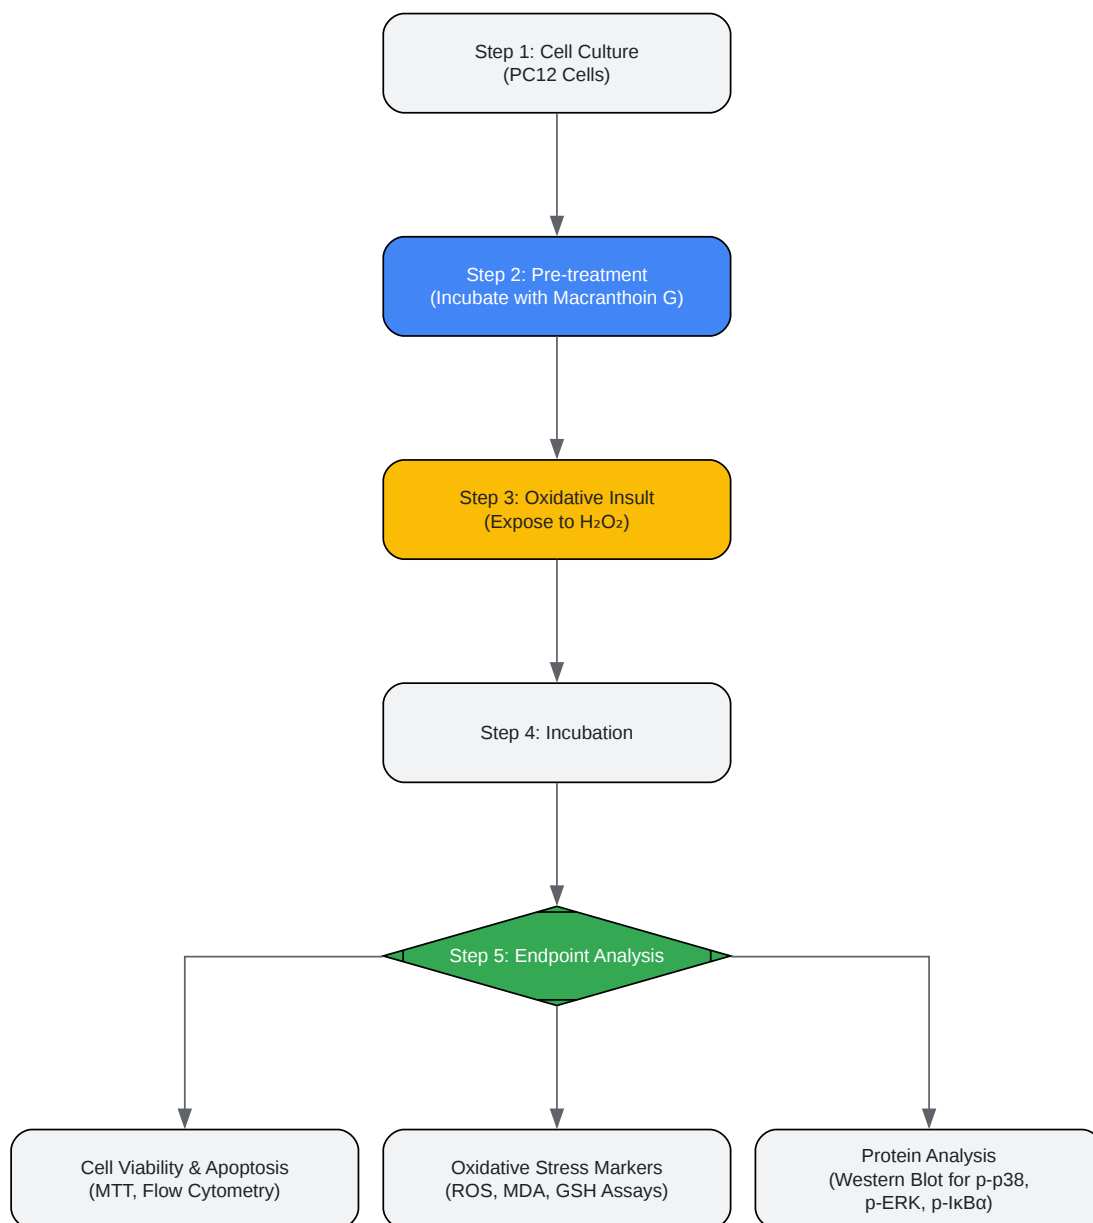 Step 1: Cell Culture
(PC12 Cells)
Step 2: Pre-treatment
(Incubate with Macranthoin G)
Step 3: Oxidative Insult
(Expose to H₂O₂)
Step 4: Incubation
Step 5: Endpoint Analysis
Cell Viability & Apoptosis
(MTT, Flow Cytometry)
Oxidative Stress Markers
(ROS, MDA, GSH Assays)
Protein Analysis
(Western Blot for p-p38,
p-ERK, p-IκBα)